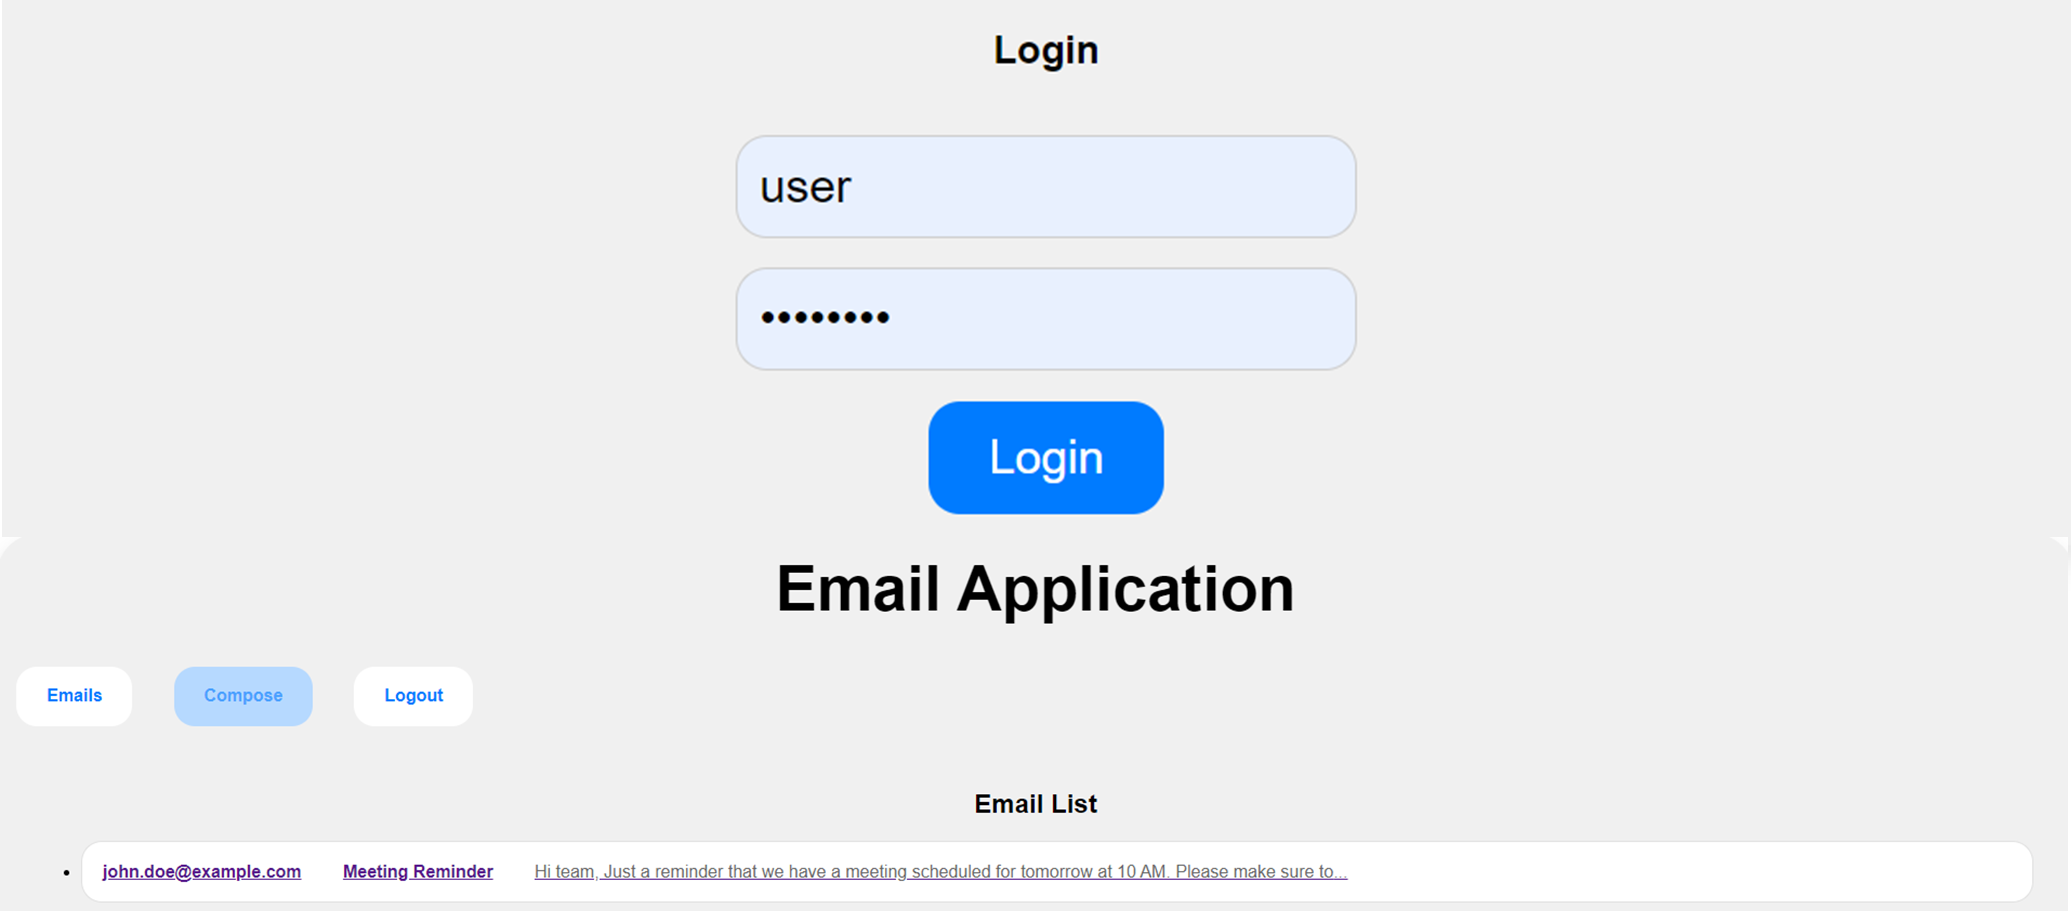 Login
user
••••••••
Login
Email Application
Emails Compose Logout
Email List
• john.doe@example.com Meeting Reminder Hi team, Just a reminder that we have a meeting scheduled for tomorrow at 10 AM. Please make sure to...